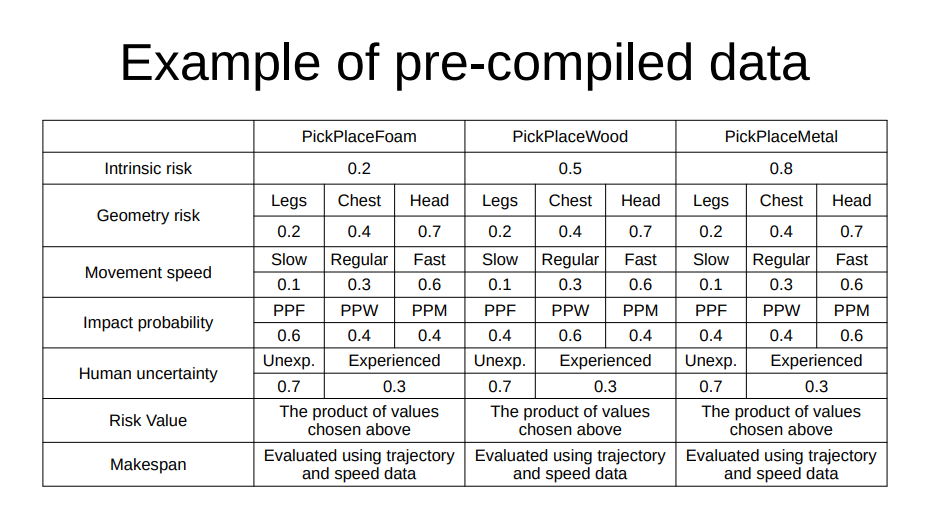 Example of pre-compiled data
PickPlaceFoam PickPlaceWood PickPlaceMetal
Intrinsic risk 0.2 0.5 0.8
Geometry risk Legs Chest Head Legs Chest Head Legs Chest Head
0.2 0.4 0.7 0.2 0.4 0.7 0.2 0.4 0.7
Movement speed Slow Regular Fast Slow Regular Fast Slow Regular Fast
0.1 0.3 0.6 0.1 0.3 0.6 0.1 0.3 0.6
Impact probability PPF PPW PPM PPF PPW PPM PPF PPW PPM
0.6 0.4 0.4 0.4 0.6 0.4 0.4 0.4 0.6
Human uncertainty Unexp. Experienced Unexp. Experienced Unexp. Experienced
0.7 0.3 0.7 0.3 0.7 0.3
Risk Value The product of values The product of values The product of values
chosen above chosen above chosen above
Makespan Evaluated using trajectory Evaluated using trajectory Evaluated using trajectory
and speed data and speed data and speed data